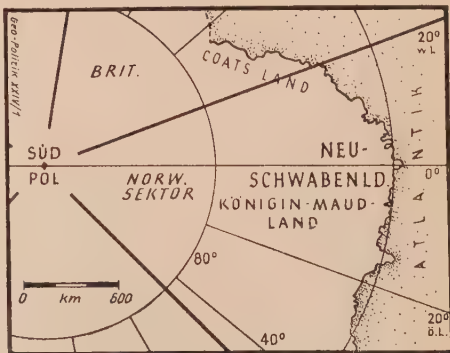 Geo-Politik XXIV/1
BRIT.
COATS LAND
20°
w.L.
SÜD
POL
NORW.
SEKTOR
NEU-
SCHWABENLD.
KÖNIGIN-MAUD-
LAND
ATLANTIK
0°
80°
0 600
km
40°
20°
ö.L.